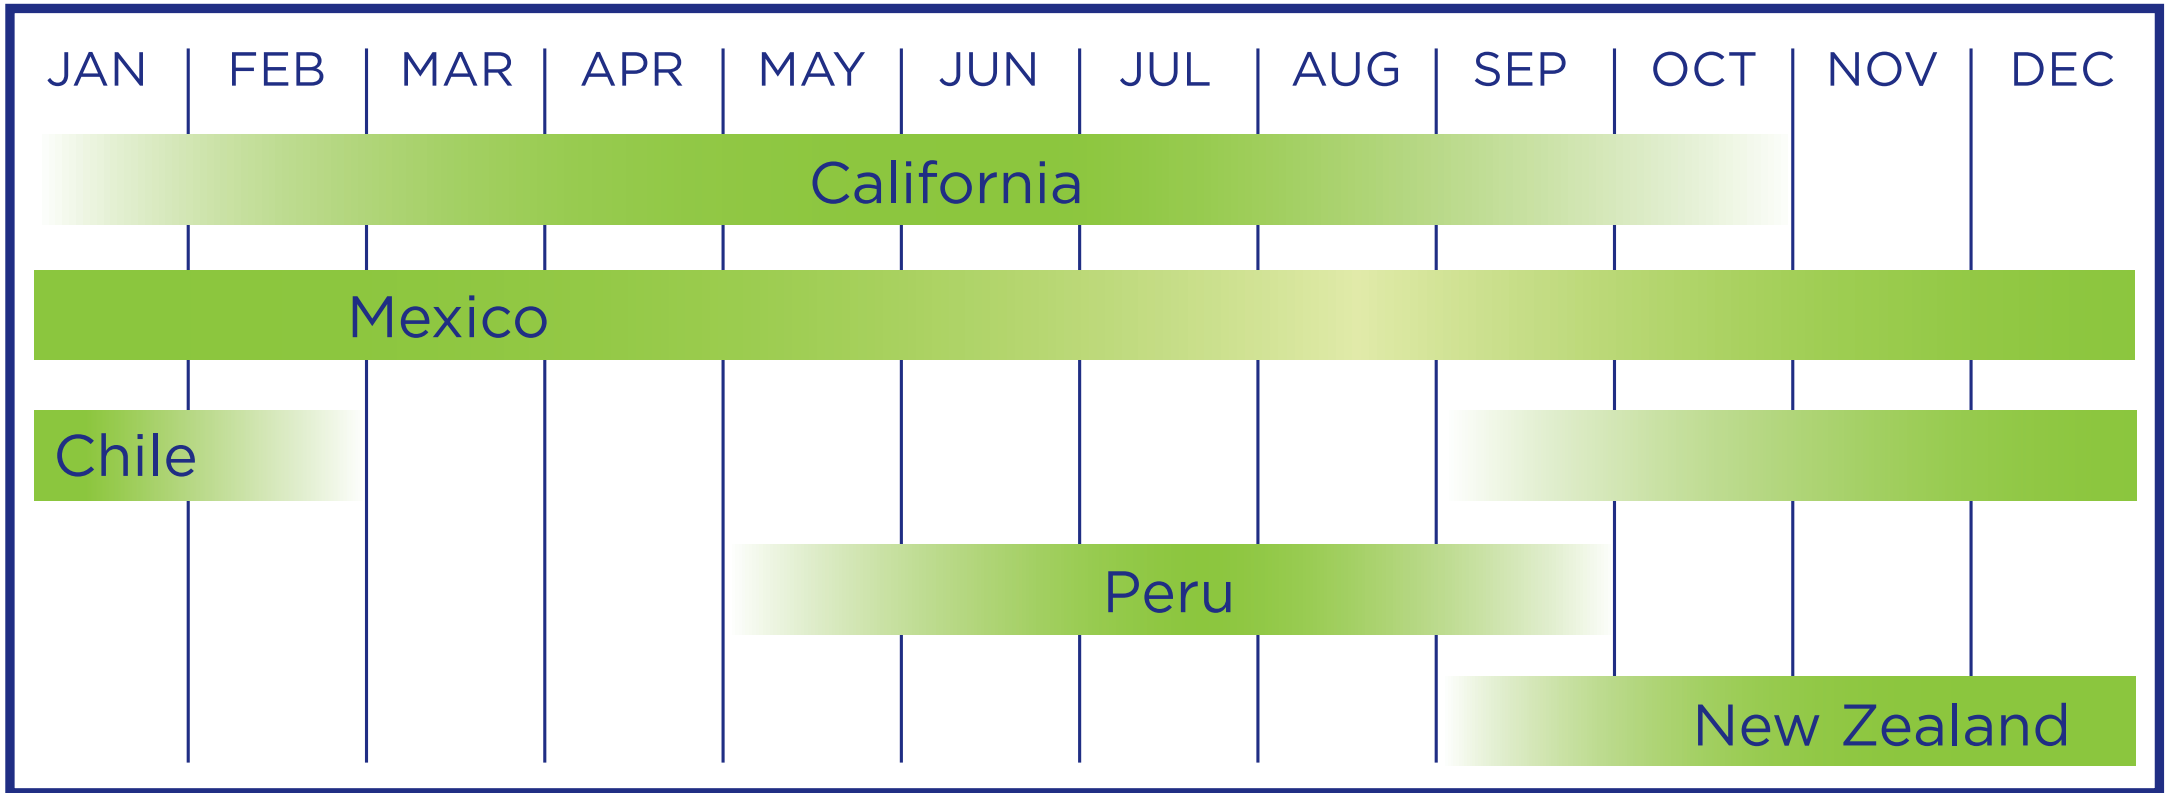 JAN FEB MAR APR MAY JUN JUL AUG SEP OCT NOV DEC
California
Mexico
Chile
Peru
New Zealand